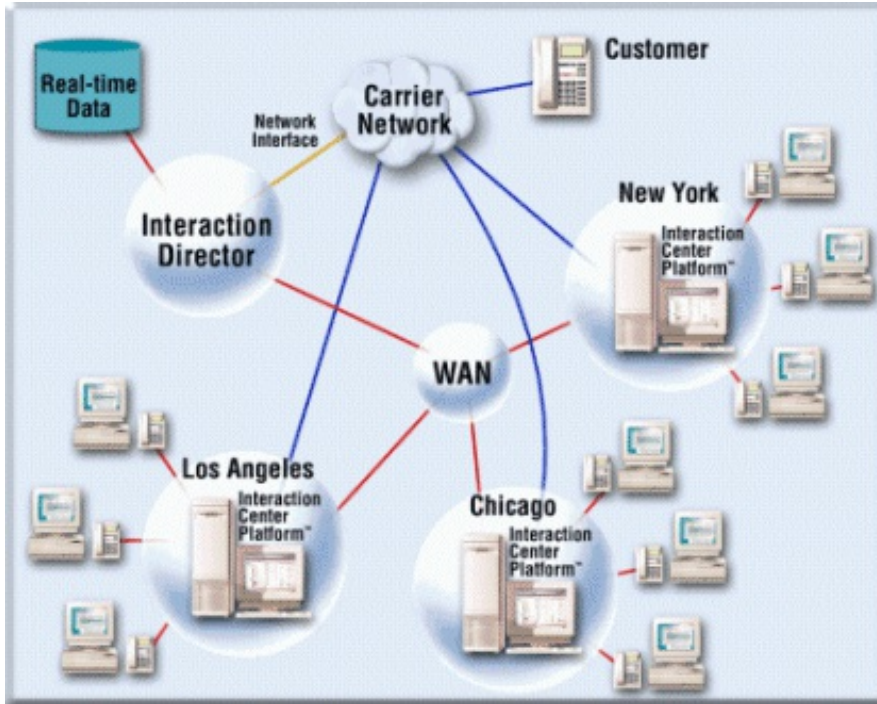 Real-time
Data
Network
Interface
Carrier
Network
Customer
Interaction
Director
New York
Interaction
Center
Platform™
WAN
Los Angeles
Interaction
Center
Platform™
Chicago
Interaction
Center
Platform™